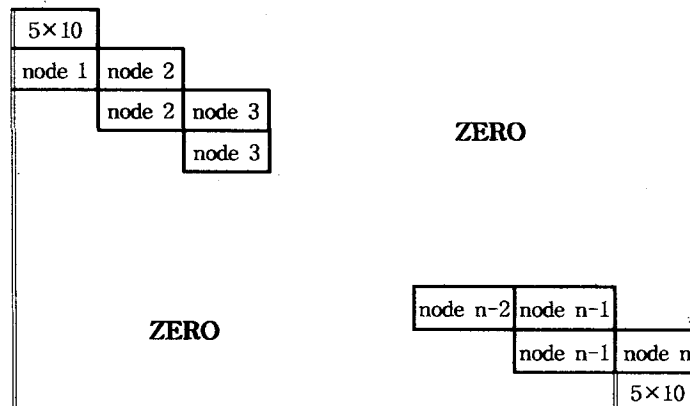 5×10
node 1 node 2
node 2 node 3
ZERO
node 3
node n-2 node n-1
ZERO
node n-1 node n
5×10